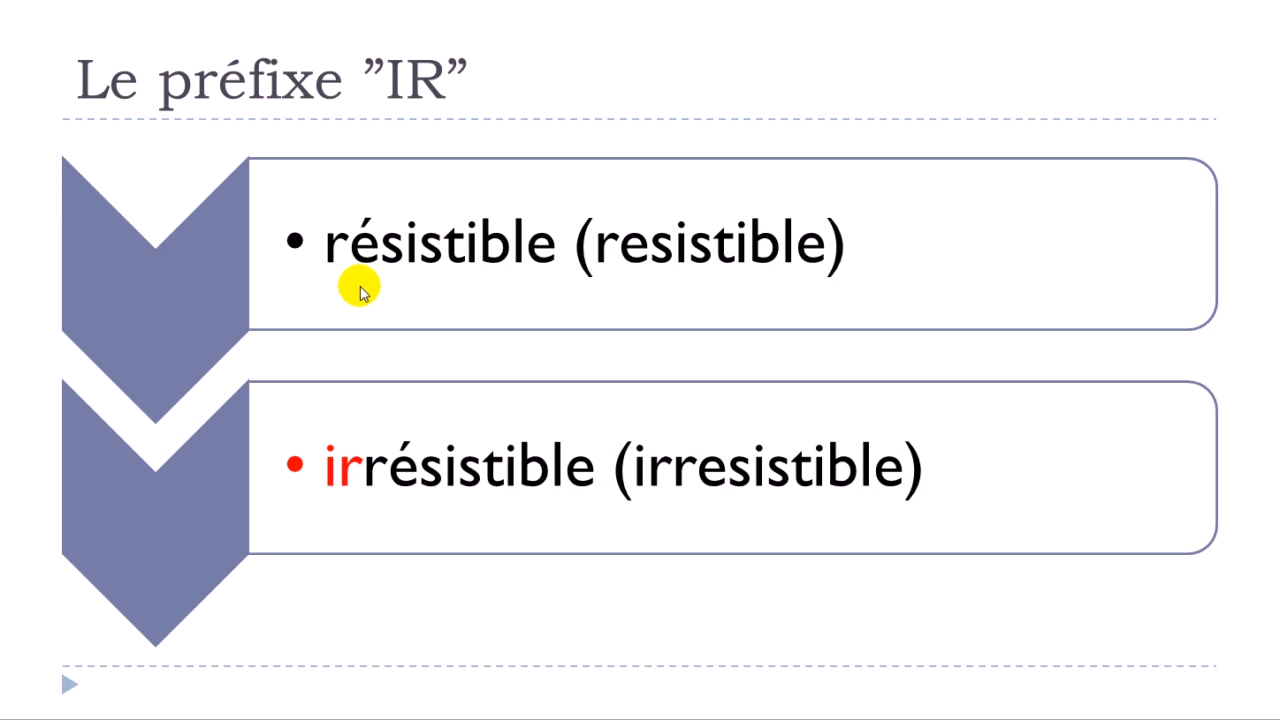 Le préfixe ”IR”
• résistible (resistible)
• irrésistible (irresistible)